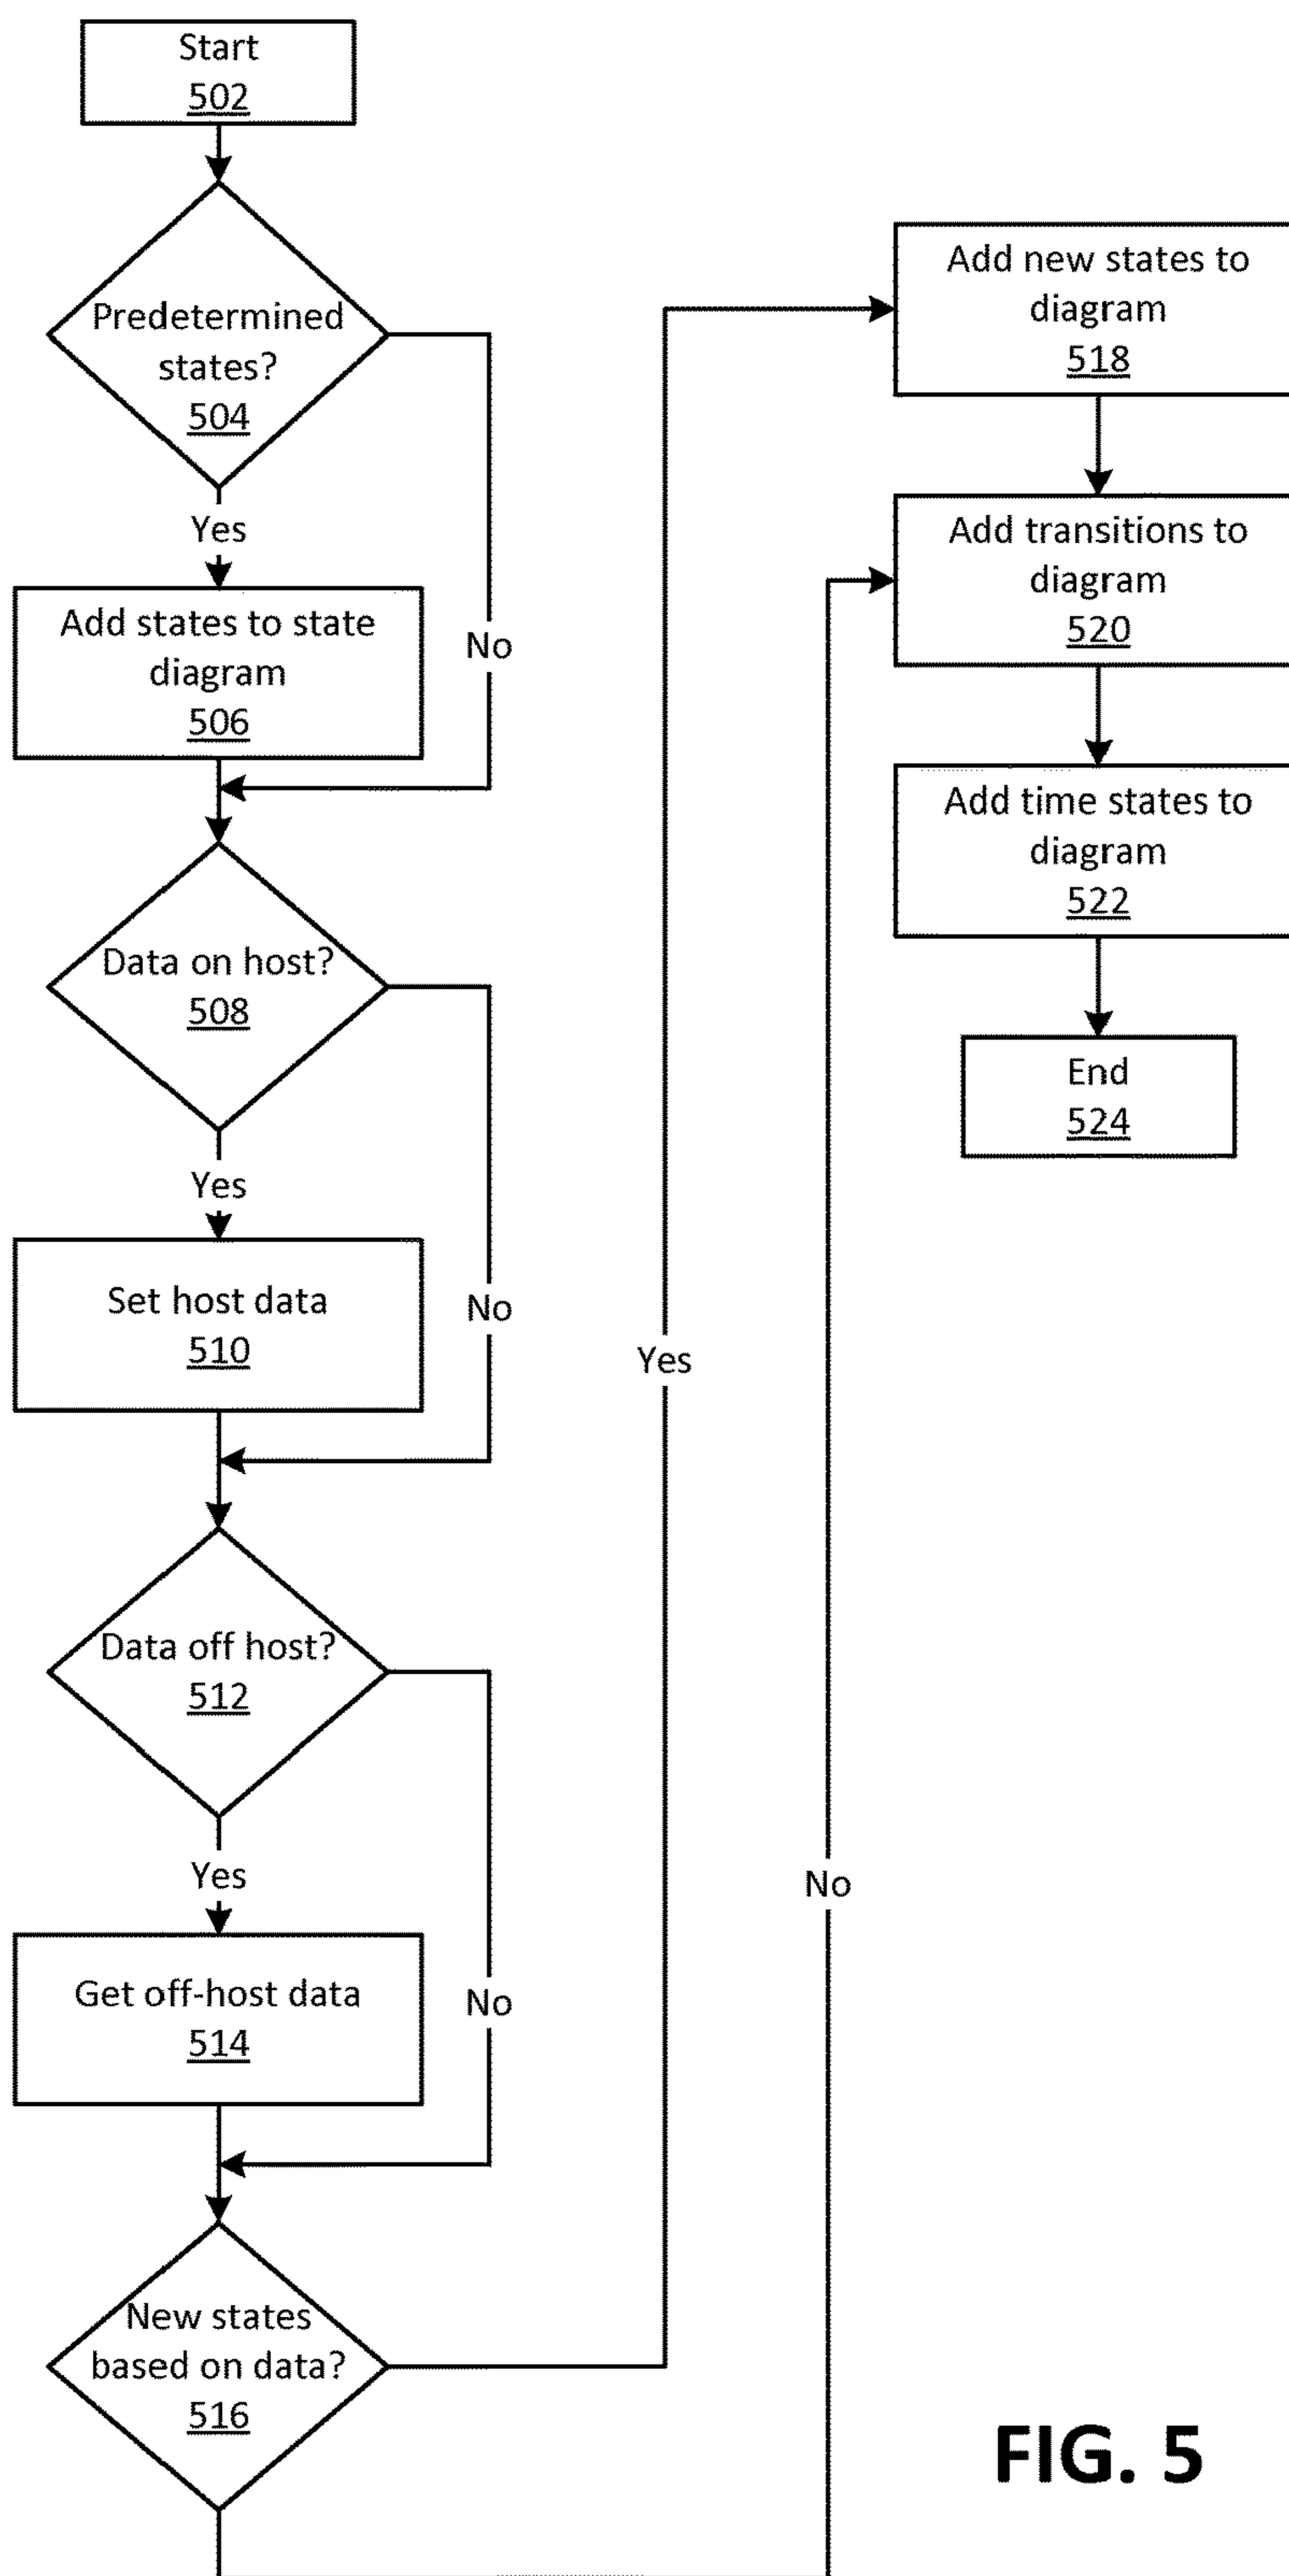 Start
502
Predetermined
states?
504
Yes
No
Add states to state
diagram
506
Data on host?
508
Yes
No
Set host data
510
Data off host?
512
Yes
No
Get off-host data
514
New states
based on data?
516
Yes
No
Add new states to
diagram
518
Add transitions to
diagram
520
Add time states to
diagram
522
End
524
FIG. 5